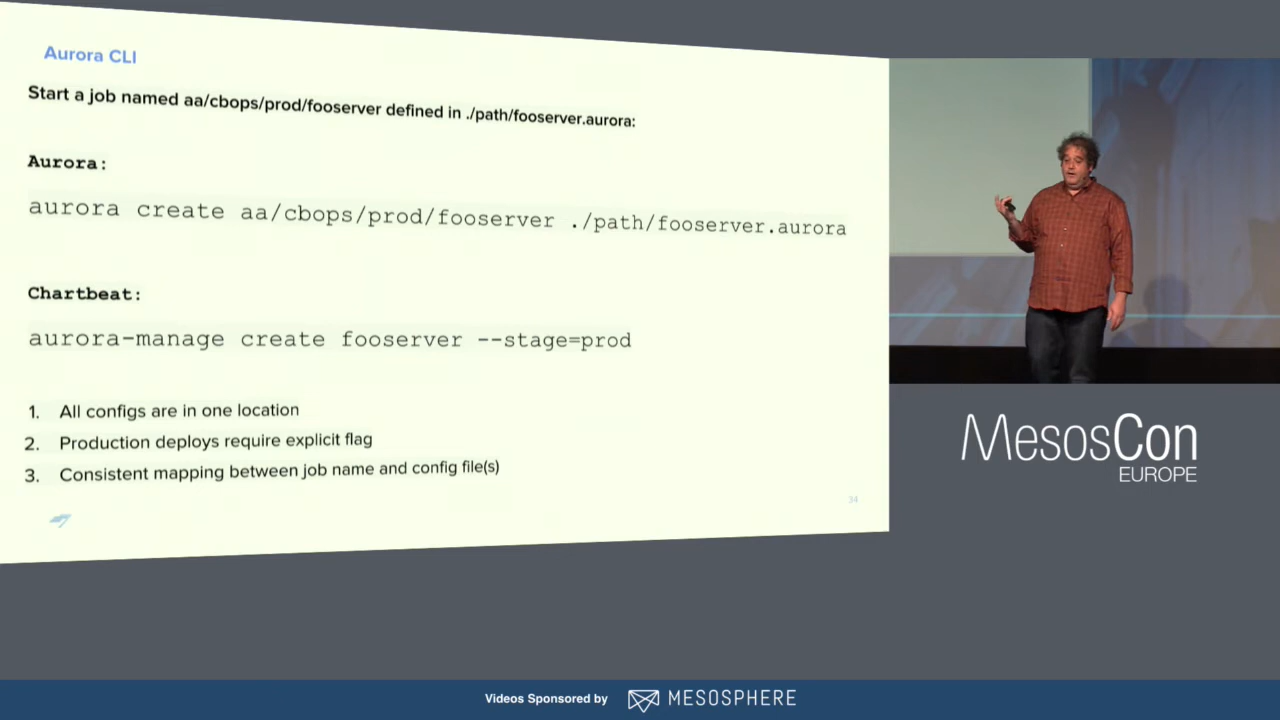 Aurora CLI
Start a job named aa/cbops/prod/fooserver defined in ./path/fooserver.aurora:
Aurora:
aurora create aa/cbops/prod/fooserver ./path/fooserver.aurora
Chartbeat:
aurora-manage create fooserver --stage=prod
1. All configs are in one location
2. Production deploys require explicit flag
3. Consistent mapping between job name and config file(s)
34
MesosCon
EUROPE
Videos Sponsored by MESOSPHERE